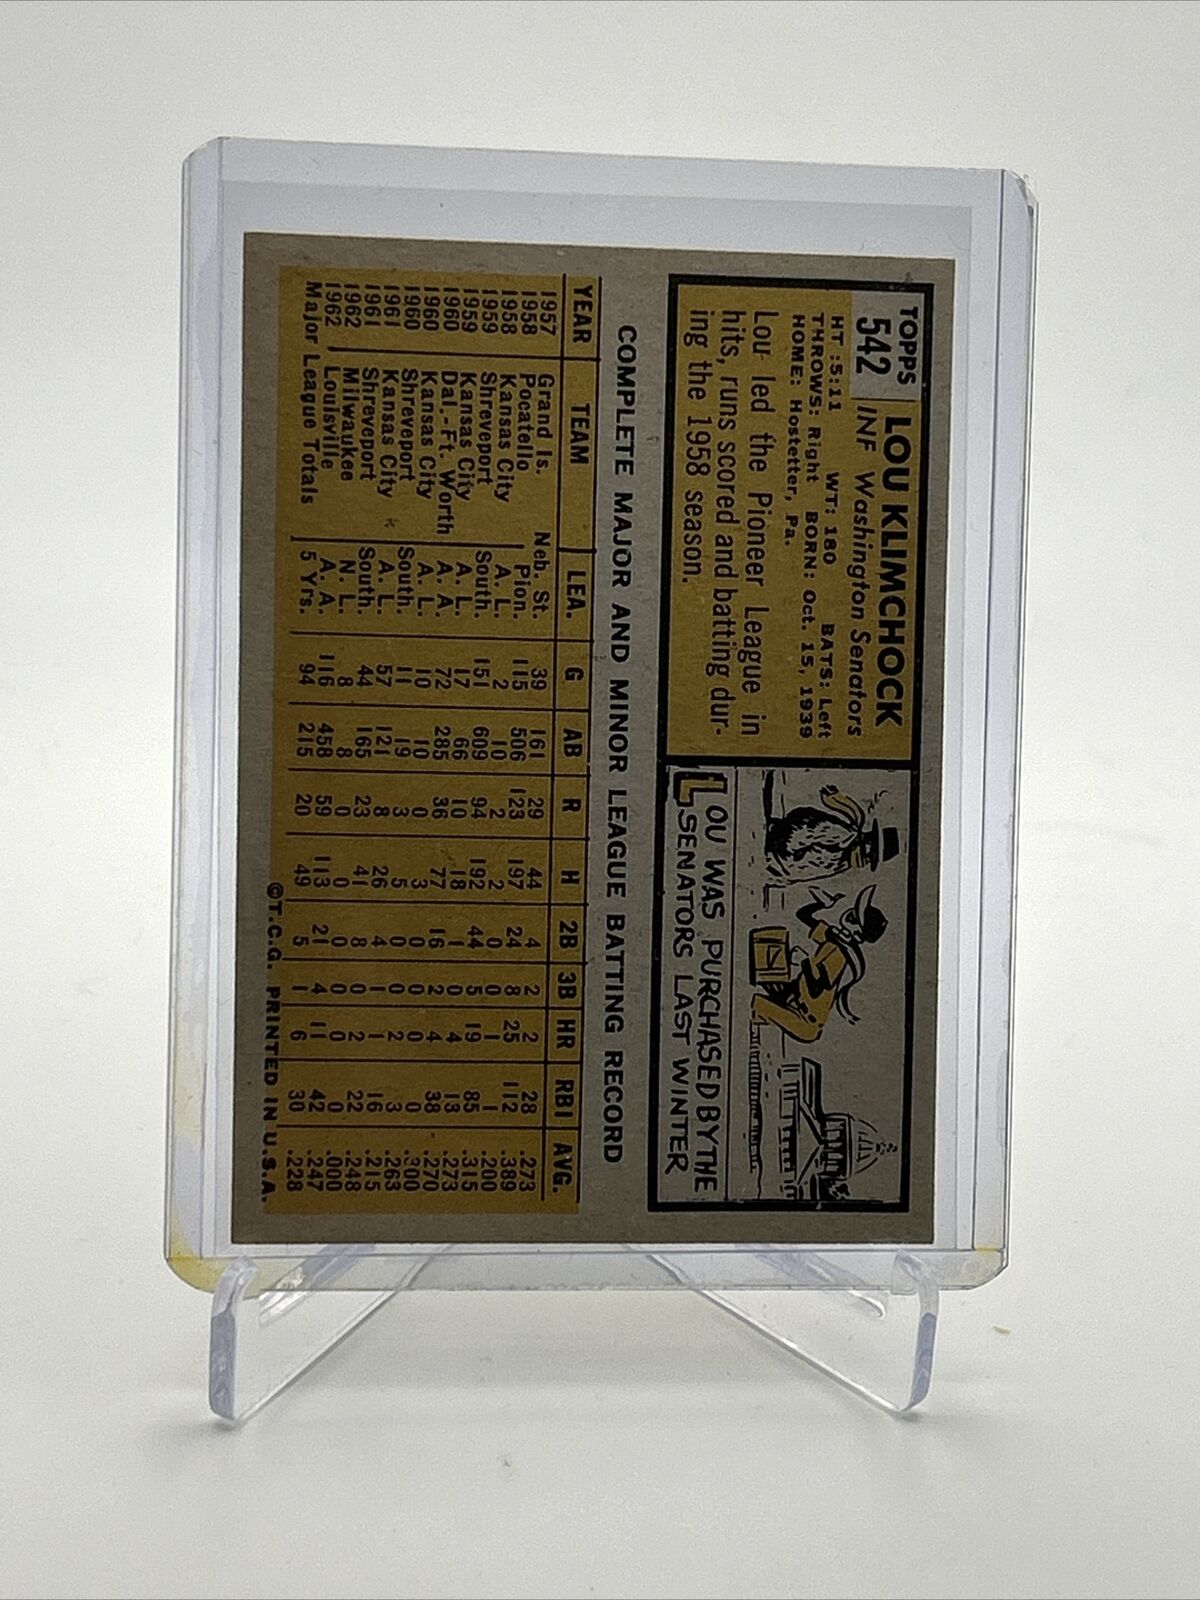 TOPPS
542
LOU KLIMCHOCK
INF Washington Senators
HT :5:11 WT: 180 BATS: Left
THROWS: Right BORN: Oct. 15, 1939
HOME: Hostetter, Pa.
Lou led the Pioneer League in
hits, runs scored and batting dur-
ing the 1958 season.
LOU WAS PURCHASED BY THE
SENATORS LAST WINTER
COMPLETE MAJOR AND MINOR LEAGUE BATTING RECORD
YEAR TEAM LEA. G AB R H 2B 3B HR RBI AVG.
1957 Grand Is. Neb. St. 39 161 29 44 4 2 2 28 .273
1958 Pocatello Pion. 115 506 123 197 24 8 25 112 .389
1958 Kansas City A. L. 2 10 2 2 0 0 1 1 .200
1959 Shreveport South. 151 609 94 192 44 5 19 85 .315
1959 Kansas City A. L. 17 66 10 18 1 0 4 13 .273
1960 Dal.-Ft. Worth A. L. 72 285 36 77 16 2 4 38 .270
1960 Kansas City A. L. 10 10 0 3 0 0 0 0 .300
1960 Shreveport South. 11 19 3 5 0 0 2 3 .263
1961 Kansas City A. L. 57 121 8 26 4 1 1 16 .215
1961 Shreveport South. 44 165 23 41 8 0 2 22 .248
1962 Milwaukee N. L. 8 8 0 0 0 0 0 0 .000
1962 Louisville A. A. 116 458 59 113 21 4 11 42 .247
Major League Totals 5 Yrs. 94 215 20 49 5 1 6 30 .228
©T.C.G. PRINTED IN U.S.A.